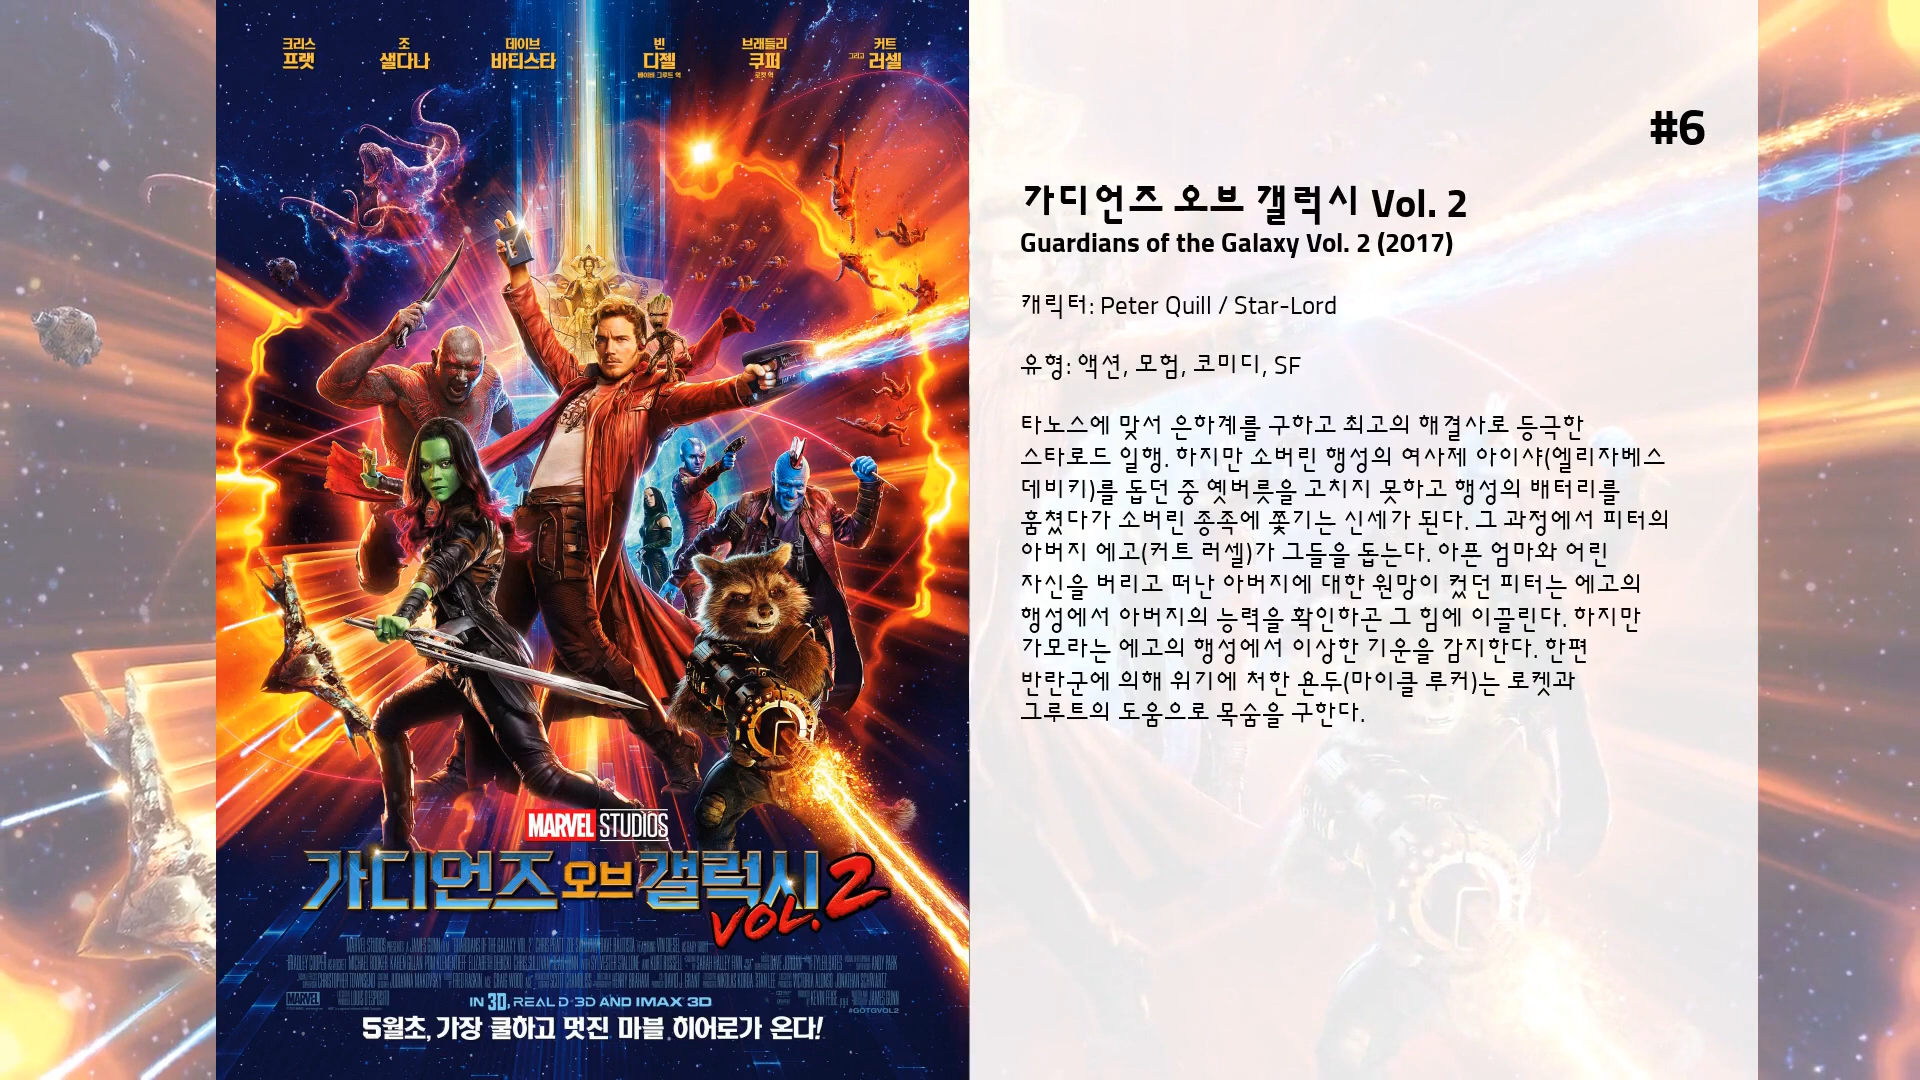 크리스
프랫
조
샐다나
데이브
바티스타
빈
디젤
베이비 그루트 역
브래들리
쿠퍼
로켓 역
그리고
커트
러셀
MARVEL STUDIOS
가디언즈 오브 갤럭시
VOL. 2
MARVEL
IN 3D, REAL D 3D AND IMAX 3D
#GOTGVOL2
5월초, 가장 쿨하고 멋진 마블 히어로가 온다!
#6
가디언즈 오브 갤럭시 Vol. 2
Guardians of the Galaxy Vol. 2 (2017)
캐릭터: Peter Quill / Star-Lord
유형: 액션, 모험, 코미디, SF
타노스에 맞서 은하계를 구하고 최고의 해결사로 등극한
스타로드 일행. 하지만 소버린 행성의 여사제 아이샤(엘리자베스
데비키)를 돕던 중 옛버릇을 고치지 못하고 행성의 배터리를
훔쳤다가 소버린 종족에 쫓기는 신세가 된다. 그 과정에서 피터의
아버지 에고(커트 러셀)가 그들을 돕는다. 아픈 엄마와 어린
자신을 버리고 떠난 아버지에 대한 원망이 컸던 피터는 에고의
행성에서 아버지의 능력을 확인하곤 그 힘에 이끌린다. 하지만
가모라는 에고의 행성에서 이상한 기운을 감지한다. 한편
반란군에 의해 위기에 처한 욘두(마이클 루커)는 로켓과
그루트의 도움으로 목숨을 구한다.